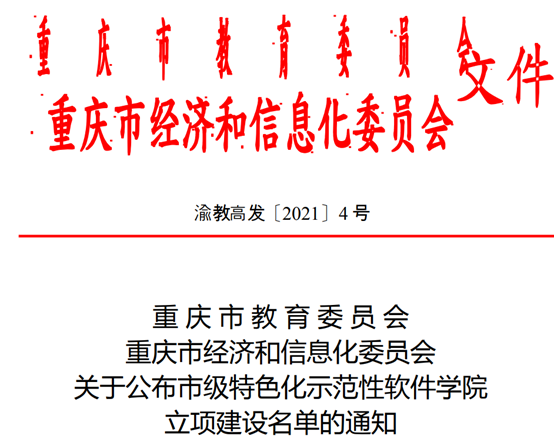 重庆市教育委员会
重庆市经济和信息化委员会
文件
渝教高发〔2021〕4 号
重庆市教育委员会
重庆市经济和信息化委员会
关于公布市级特色化示范性软件学院
立项建设名单的通知